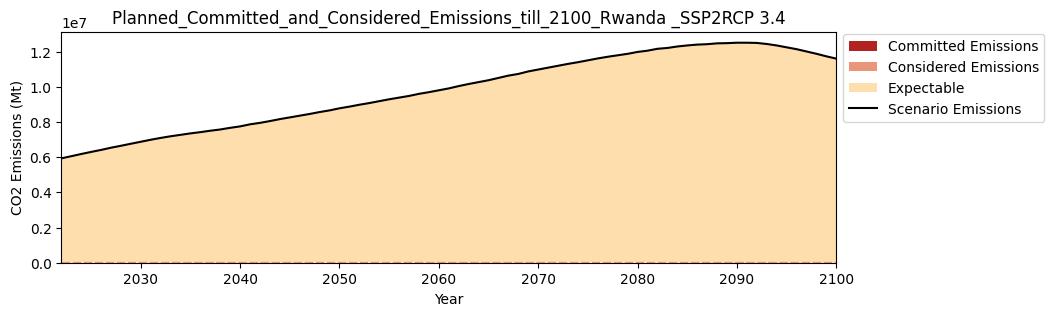 Planned_Committed_and_Considered_Emissions_till_2100_Rwanda _SSP2RCP 3.4
1e7
1.2
1.0
0.8
0.6
0.4
0.2
0.0
CO2 Emissions (Mt)
2030 2040 2050 2060 2070 2080 2090 2100
Year
Committed Emissions
Considered Emissions
Expectable
Scenario Emissions